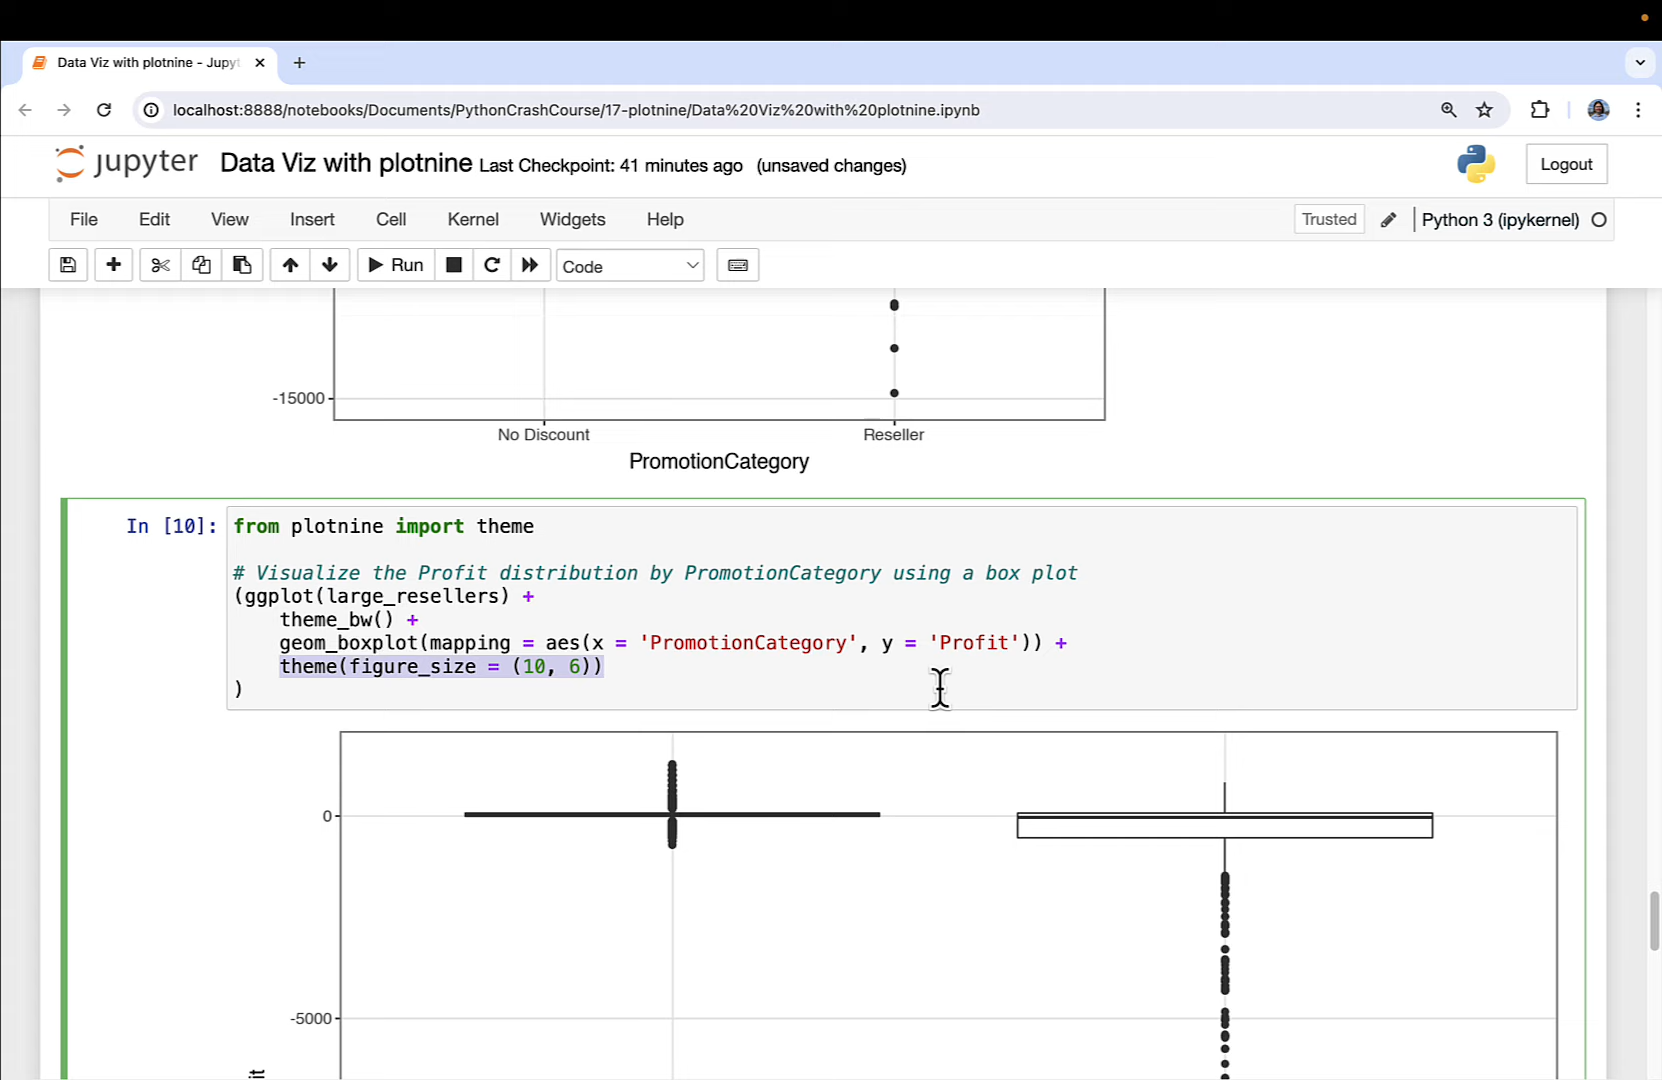 Data Viz with plotnine - Jupyt
localhost:8888/notebooks/Documents/PythonCrashCourse/17-plotnine/Data%20Viz%20with%20plotnine.ipynb
jupyter Data Viz with plotnine Last Checkpoint: 41 minutes ago (unsaved changes)
Logout
File Edit View Insert Cell Kernel Widgets Help
Trusted Python 3 (ipykernel)
Run Code
-15000
No Discount Reseller
PromotionCategory
In [10]: from plotnine import theme
# Visualize the Profit distribution by PromotionCategory using a box plot
(ggplot(large_resellers) +
theme_bw() +
geom_boxplot(mapping = aes(x = 'PromotionCategory', y = 'Profit')) +
theme(figure_size = (10, 6))
)
0
-5000
it